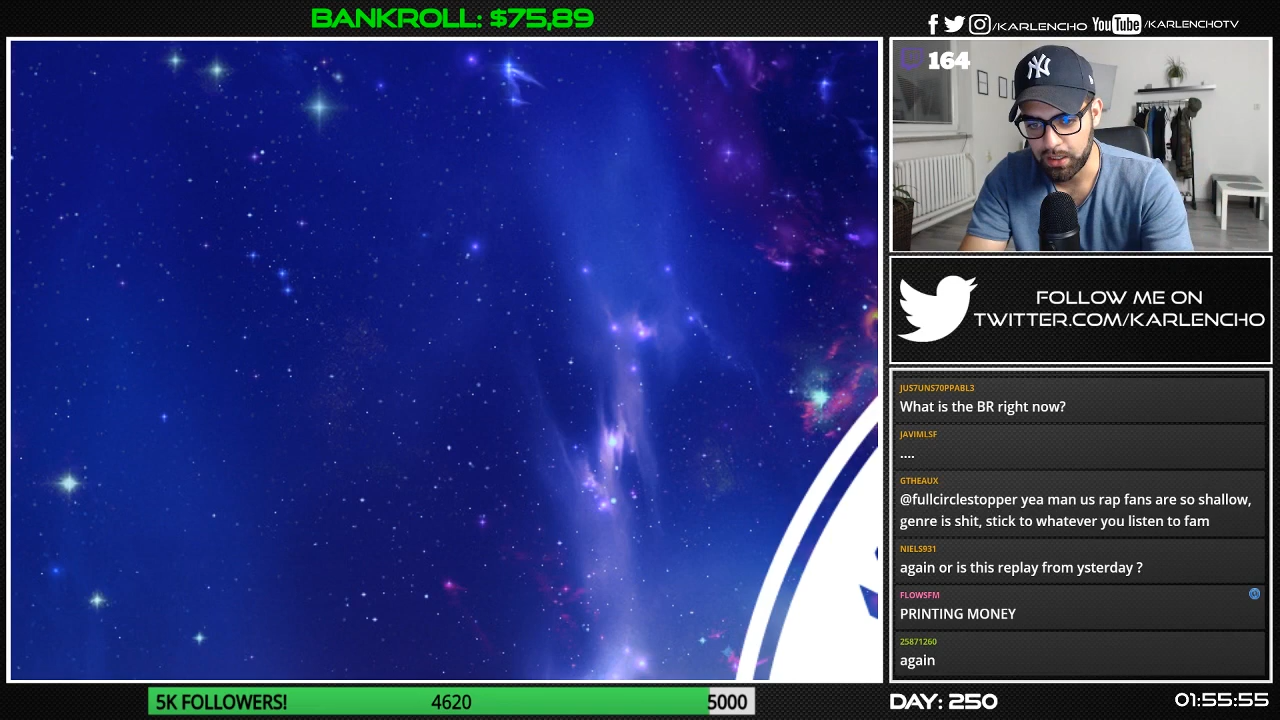 BANKROLL: $75,89
/KARLENCHO YouTube /KARLENCHOTV
164
NY
FOLLOW ME ON
TWITTER.COM/KARLENCHO
JUS7UNS70PPABL3
What is the BR right now?
JAVIMLSF
....
GTHEAUX
@fullcirclestopper yea man us rap fans are so shallow,
genre is shit, stick to whatever you listen to fam
NIELS931
again or is this replay from ysterday ?
FLOWSFM
PRINTING MONEY
25871260
again
5K FOLLOWERS! 4620 5000
DAY: 250 01:55:55